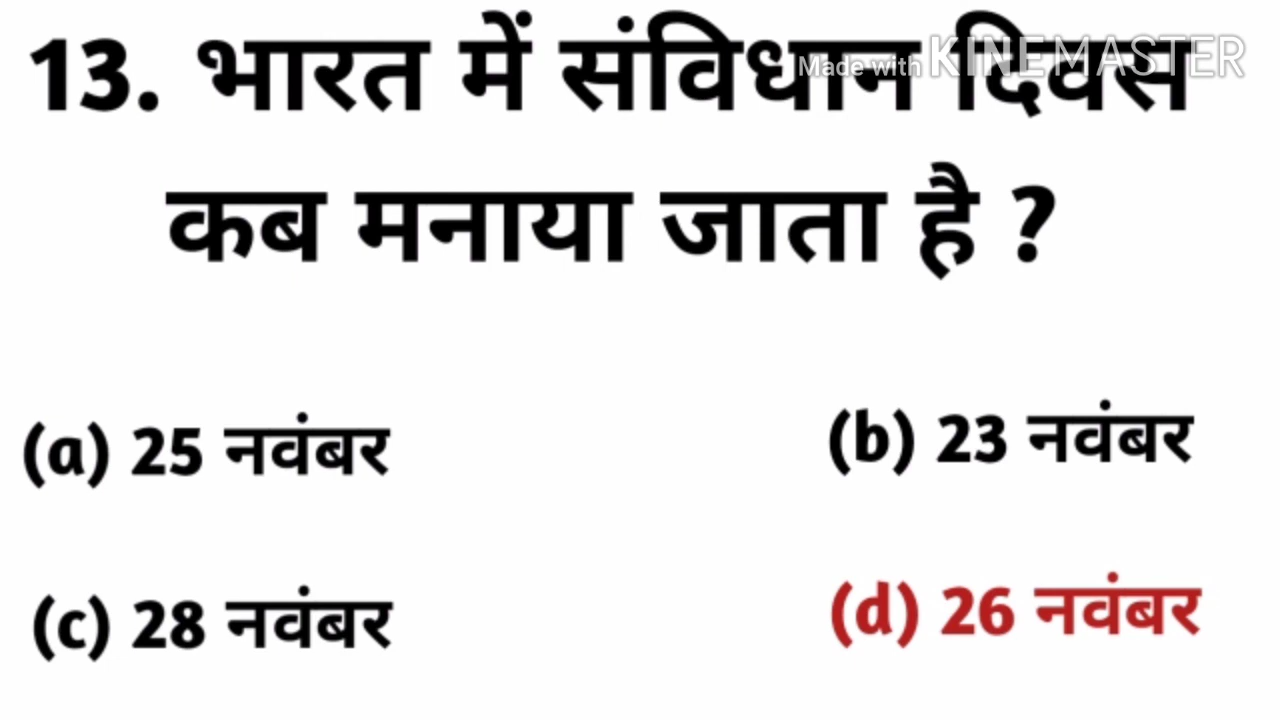 13. भारत में संविधान दिवस
Made with KINEMASTER
कब मनाया जाता है ?
(a) 25 नवंबर
(b) 23 नवंबर
(c) 28 नवंबर
(d) 26 नवंबर